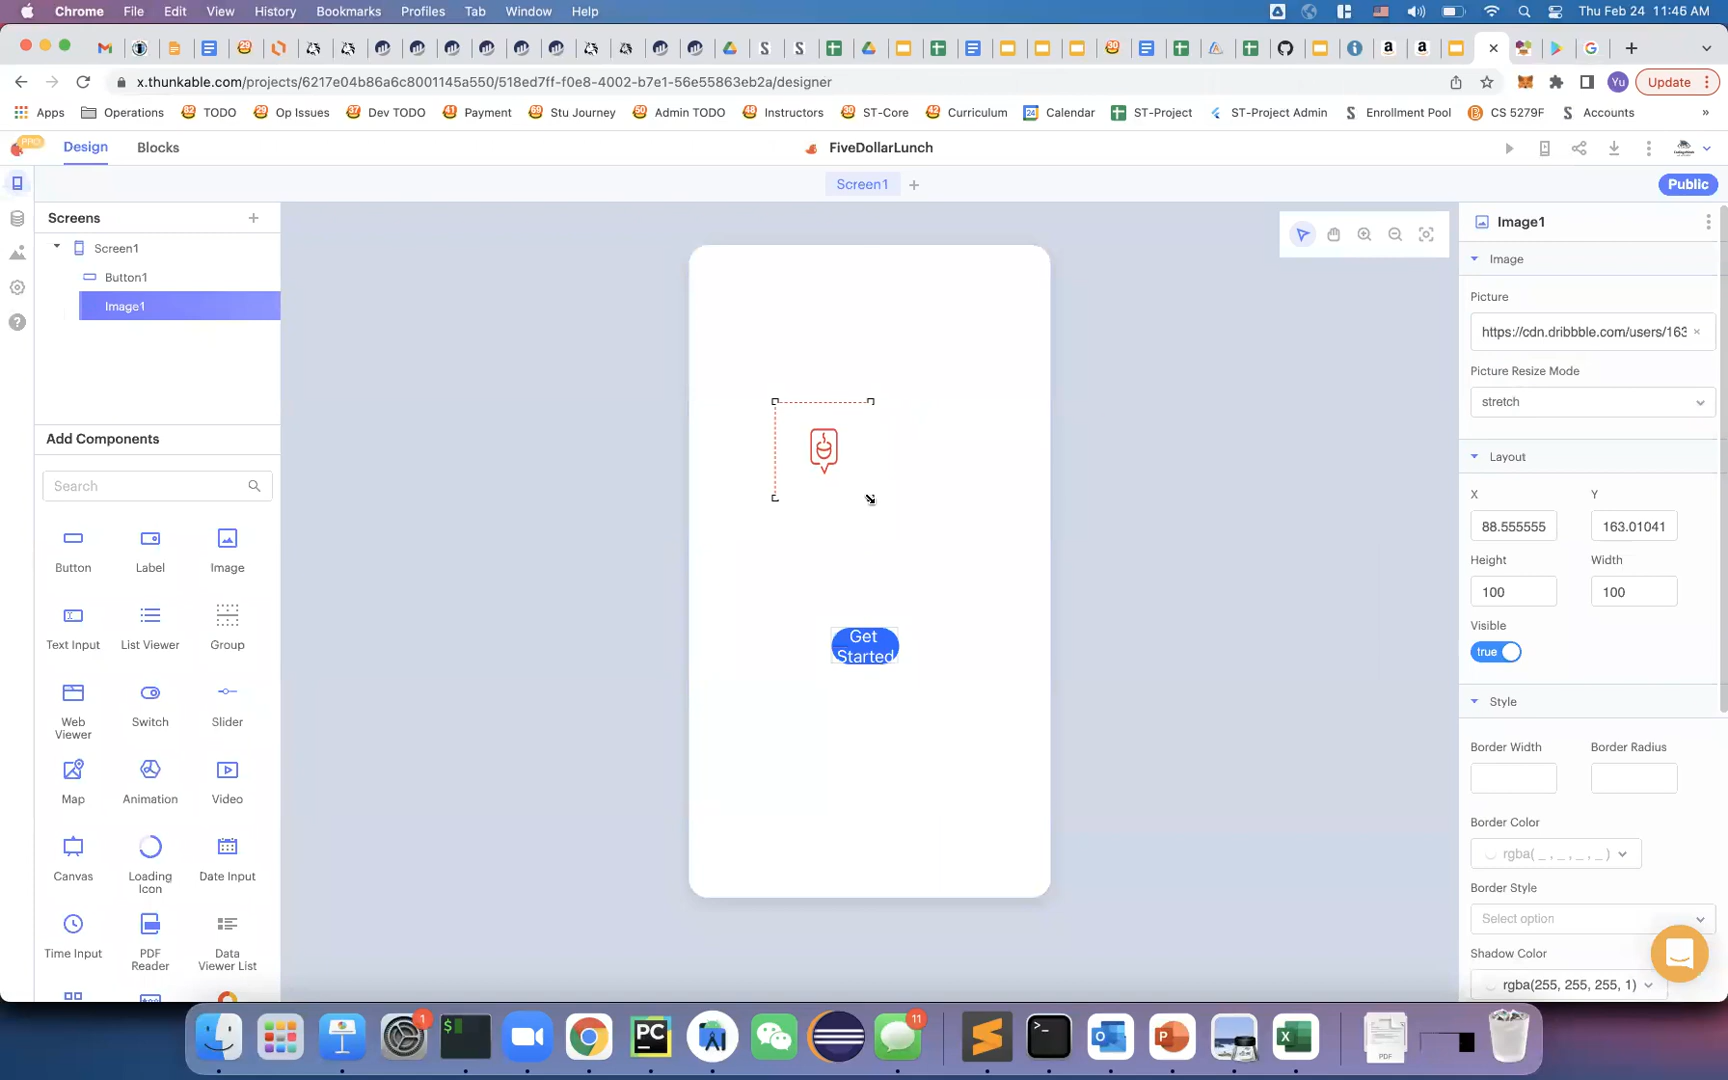 Chrome File Edit View History Bookmarks Profiles Tab Window Help Thu Feb 24 11:46 AM
x.thunkable.com/projects/6217e04b86a6c8001145a550/518ed7ff-f0e8-4002-b7e1-56e55863eb2a/designer Yu Update
Apps Operations TODO Op Issues Dev TODO Payment Stu Journey Admin TODO Instructors ST-Core Curriculum Calendar ST-Project ST-Project Admin Enrollment Pool CS 5279F Accounts »
PRO Design Blocks FiveDollarLunch
Screen1 + Public
Screens +
Screen1
Button1
Image1
Add Components
Search
Button Label Image
Text Input List Viewer Group
Web Viewer Switch Slider
Map Animation Video
Canvas Loading Icon Date Input
Time Input PDF Reader Data Viewer List
Get
Started
Image1
Image
Picture
https://cdn.dribbble.com/users/163 ×
Picture Resize Mode
stretch
Layout
X Y
88.555555 163.01041
Height Width
100 100
Visible
true
Style
Border Width Border Radius
Border Color
rgba( _ , _ , _ , _ )
Border Style
Select option
Shadow Color
rgba(255, 255, 255, 1)
1 $ PC 11 >_ PDF